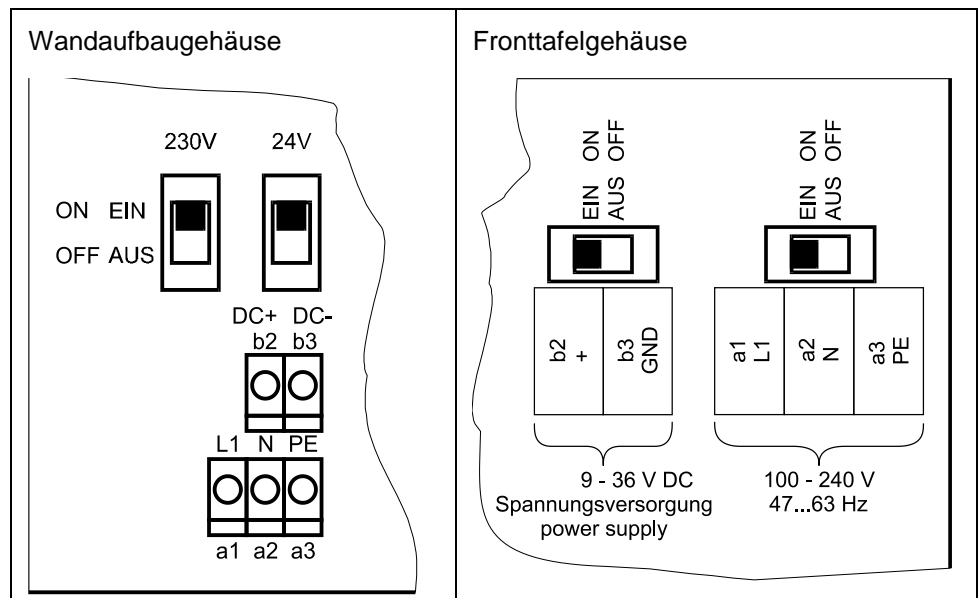 Wandaufbaugehäuse
230V 24V
ON EIN
OFF AUS
DC+ DC-
b2 b3
L1 N PE
a1 a2 a3
Fronttafelgehäuse
EIN ON
AUS OFF
EIN ON
AUS OFF
b2
+
b3
GND
a1
L1
a2
N
a3
PE
9 - 36 V DC
Spannungsversorgung
power supply
100 - 240 V
47...63 Hz